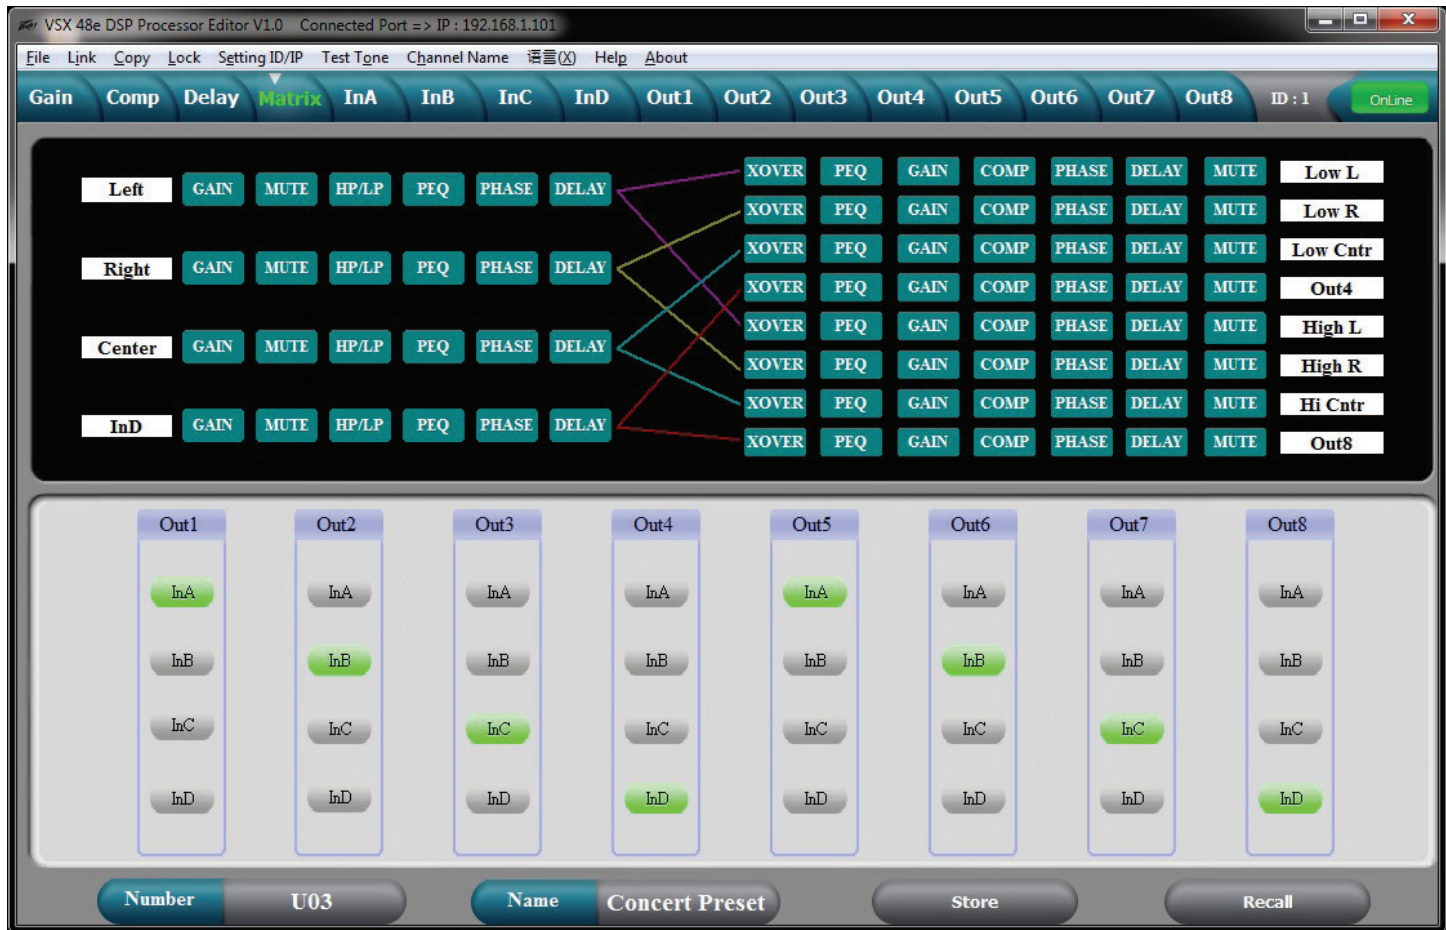 VSX 48e DSP Processor Editor V1.0 Connected Port => IP : 192.168.1.101
File Link Copy Lock Setting ID/IP Test Tone Channel Name 语言(X) Help About
Gain Comp Delay Matrix InA InB InC InD Out1 Out2 Out3 Out4 Out5 Out6 Out7 Out8 ID : 1 OnLine
XOVER PEQ GAIN COMP PHASE DELAY MUTE Low L
Left GAIN MUTE HP/LP PEQ PHASE DELAY
XOVER PEQ GAIN COMP PHASE DELAY MUTE Low R
XOVER PEQ GAIN COMP PHASE DELAY MUTE Low Cntr
Right GAIN MUTE HP/LP PEQ PHASE DELAY
XOVER PEQ GAIN COMP PHASE DELAY MUTE Out4
XOVER PEQ GAIN COMP PHASE DELAY MUTE High L
Center GAIN MUTE HP/LP PEQ PHASE DELAY
XOVER PEQ GAIN COMP PHASE DELAY MUTE High R
XOVER PEQ GAIN COMP PHASE DELAY MUTE Hi Cntr
InD GAIN MUTE HP/LP PEQ PHASE DELAY
XOVER PEQ GAIN COMP PHASE DELAY MUTE Out8
Out1 Out2 Out3 Out4 Out5 Out6 Out7 Out8
InA InA InA InA InA InA InA InA
InB InB InB InB InB InB InB InB
InC InC InC InC InC InC InC InC
InD InD InD InD InD InD InD InD
Number U03 Name Concert Preset Store Recall